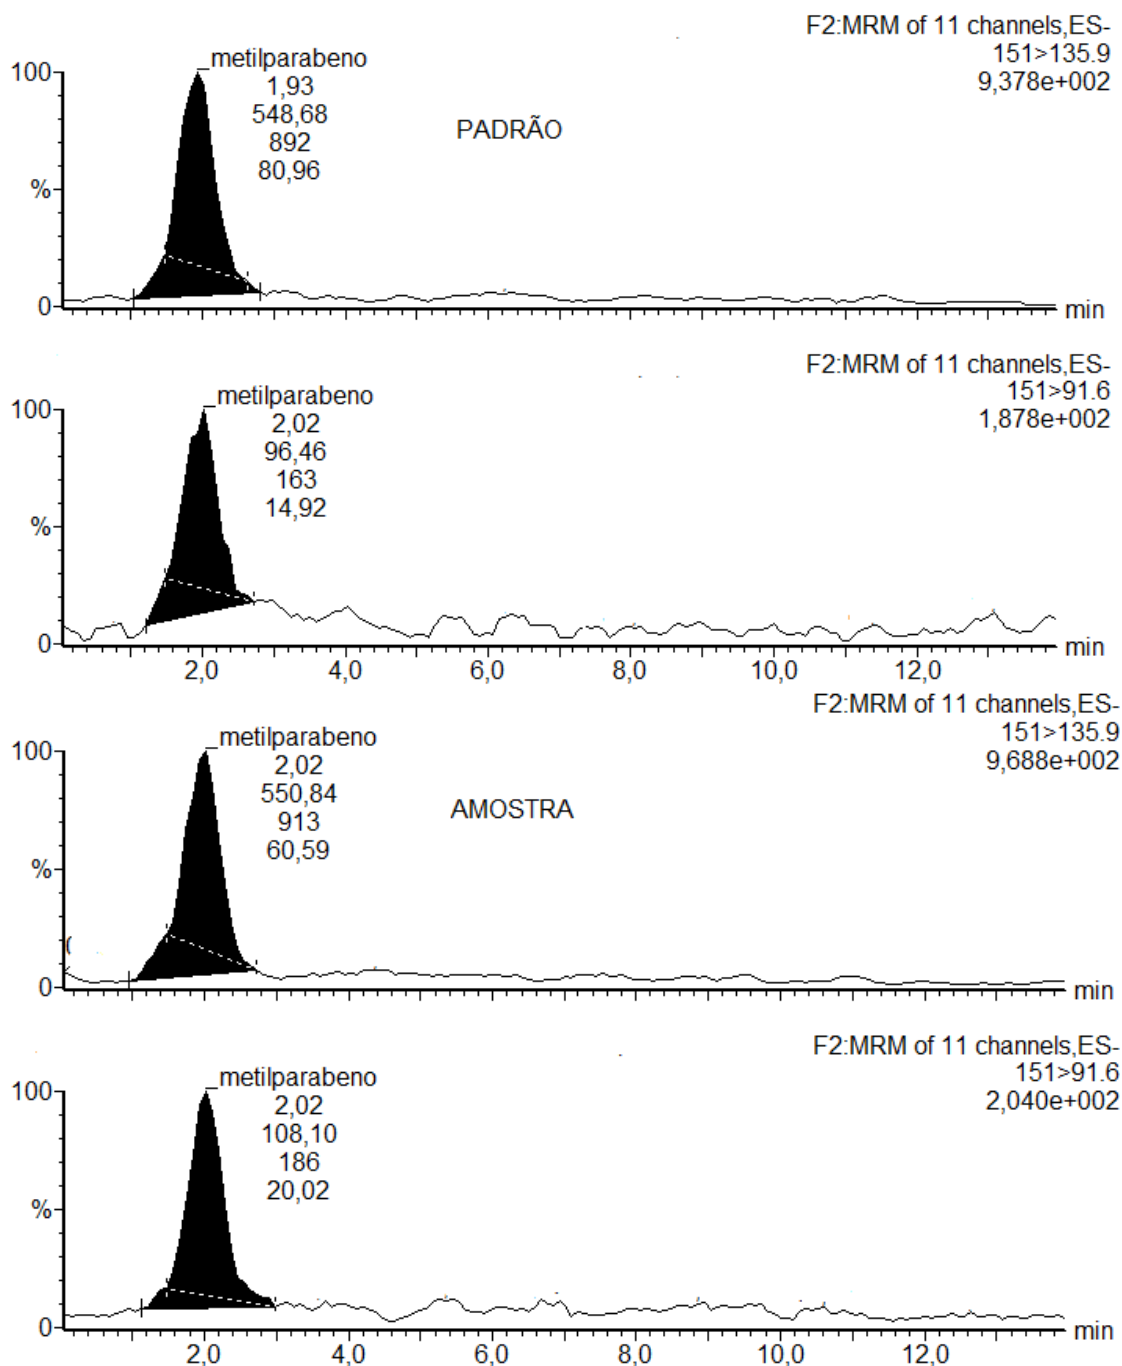 F2:MRM of 11 channels,ES-
151>135.9
9,378e+002
100
metilparabeno
1,93
548,68
892
80,96
PADRÃO
%
0
min
F2:MRM of 11 channels,ES-
151>91.6
1,878e+002
100
metilparabeno
2,02
96,46
163
14,92
%
0
min
2,0 4,0 6,0 8,0 10,0 12,0
F2:MRM of 11 channels,ES-
151>135.9
9,688e+002
100
metilparabeno
2,02
550,84
913
60,59
AMOSTRA
%
0
min
F2:MRM of 11 channels,ES-
151>91.6
2,040e+002
100
metilparabeno
2,02
108,10
186
20,02
%
0
min
2,0 4,0 6,0 8,0 10,0 12,0